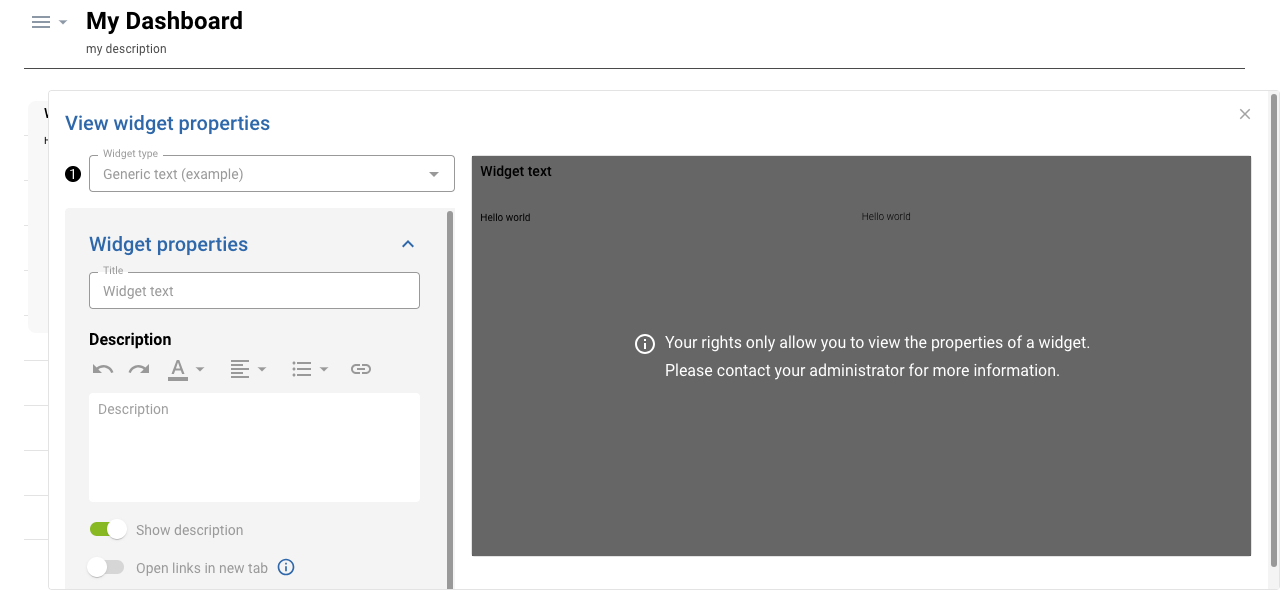 My Dashboard
my description
View widget properties
1
Widget type
Generic text (example)
Widget properties
Title
Widget text
Description
A
Description
Show description
Open links in new tab
Widget text
Hello world
Hello world
Your rights only allow you to view the properties of a widget.
Please contact your administrator for more information.